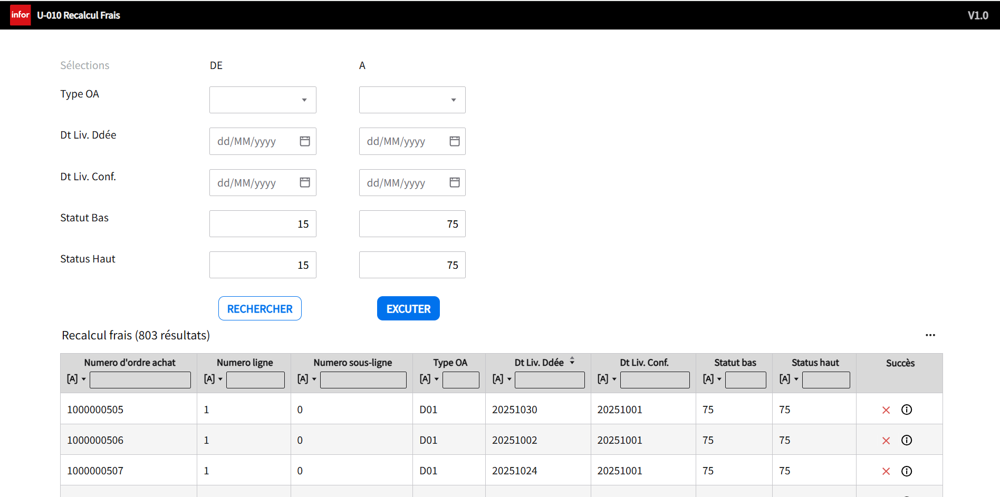 infor U-010 Recalcul Frais V1.0
Sélections DE A
Type OA
Dt Liv. Ddée dd/MM/yyyy dd/MM/yyyy
Dt Liv. Conf. dd/MM/yyyy dd/MM/yyyy
Statut Bas 15 75
Status Haut 15 75
RECHERCHER EXCUTER
Recalcul frais (803 résultats) ...
Numero d'ordre achat Numero ligne Numero sous-ligne Type OA Dt Liv. Ddée Dt Liv. Conf. Statut bas Status haut Succès
[A] [A] [A] [A] [A] [A] [A] [A]
1000000505 1 0 D01 20251030 20251001 75 75
1000000506 1 0 D01 20251002 20251001 75 75
1000000507 1 0 D01 20251024 20251001 75 75